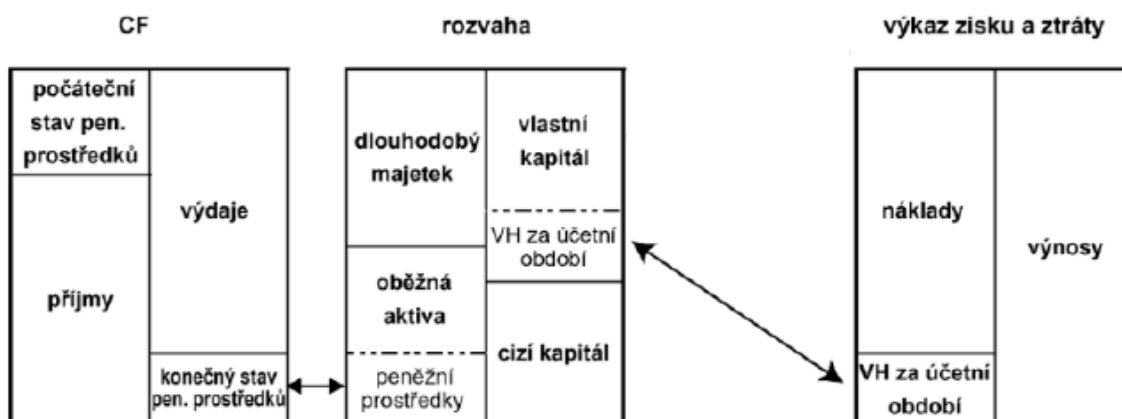 CF
počáteční
stav pen.
prostředků
příjmy
výdaje
konečný stav
pen. prostředků
rozvaha
dlouhodobý
majetek
oběžná
aktiva
peněžní
prostředky
vlastní
kapitál
VH za účetní
období
cizí kapitál
výkaz zisku a ztráty
náklady
VH za účetní
období
výnosy